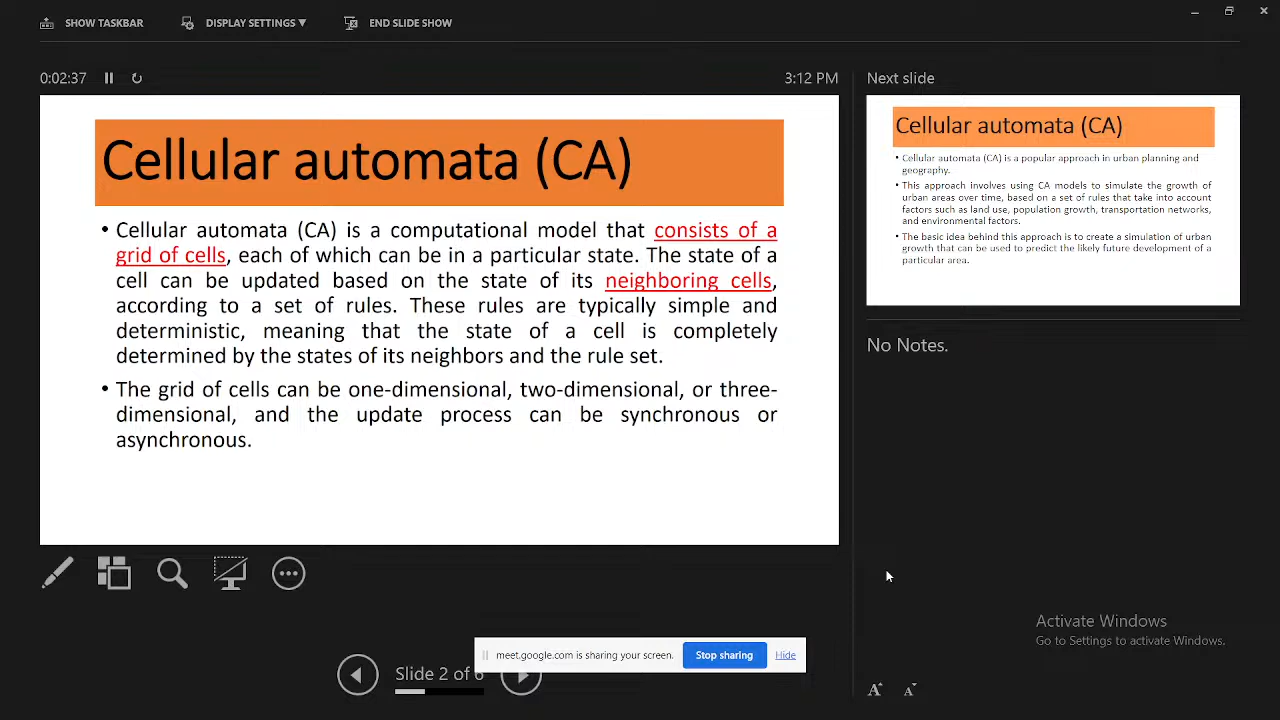 SHOW TASKBAR
DISPLAY SETTINGS ▼
END SLIDE SHOW
0:02:37
3:12 PM
Cellular automata (CA)
• Cellular automata (CA) is a computational model that consists of a
grid of cells, each of which can be in a particular state. The state of a
cell can be updated based on the state of its neighboring cells,
according to a set of rules. These rules are typically simple and
deterministic, meaning that the state of a cell is completely
determined by the states of its neighbors and the rule set.
• The grid of cells can be one-dimensional, two-dimensional, or three-
dimensional, and the update process can be synchronous or
asynchronous.
Next slide
Cellular automata (CA)
• Cellular automata (CA) is a popular approach in urban planning and
geography.
• This approach involves using CA models to simulate the growth of
urban areas over time, based on a set of rules that take into account
factors such as land use, population growth, transportation networks,
and environmental factors.
• The basic idea behind this approach is to create a simulation of urban
growth that can be used to predict the likely future development of a
particular area.
No Notes.
Activate Windows
Go to Settings to activate Windows.
meet.google.com is sharing your screen.
Stop sharing
Hide
Slide 2 of 6
A A